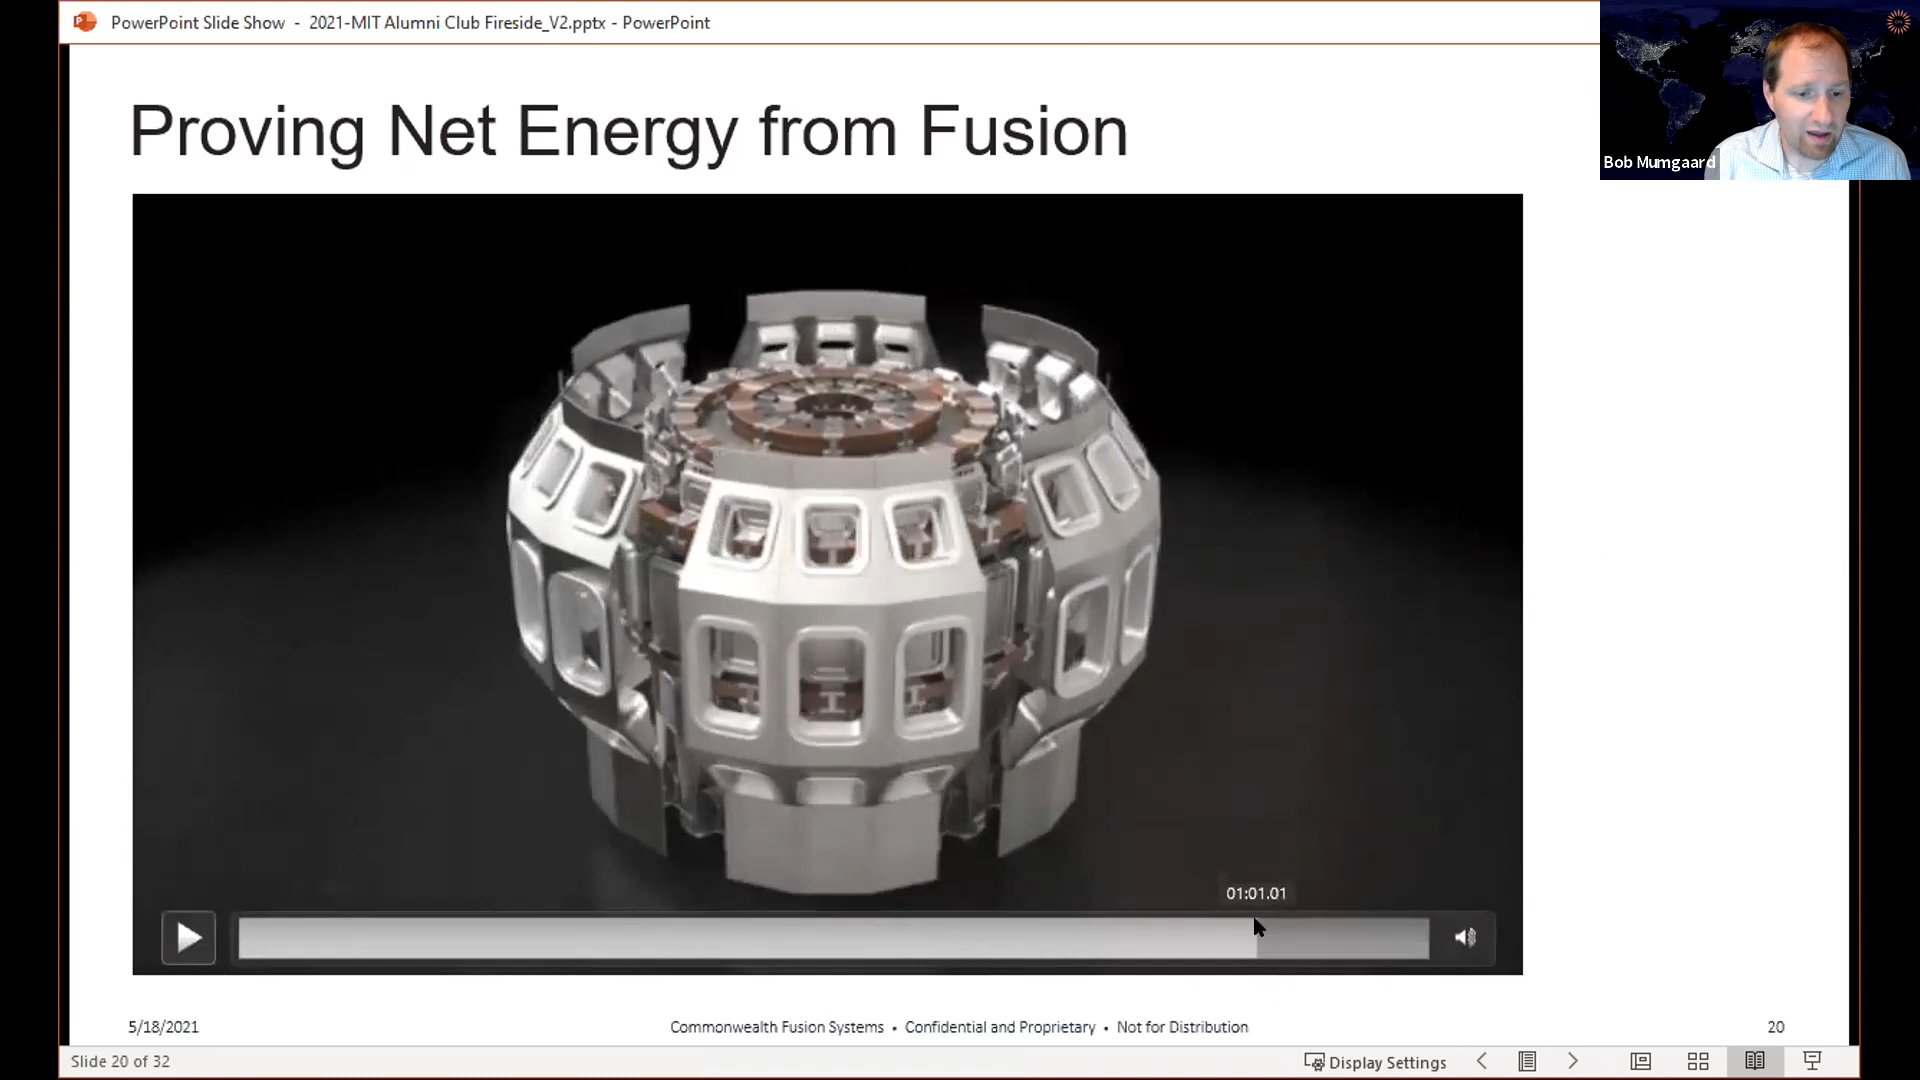 PowerPoint Slide Show - 2021-MIT Alumni Club Fireside_V2.pptx - PowerPoint
Bob Mumgaard
Proving Net Energy from Fusion
01:01.01
5/18/2021
Commonwealth Fusion Systems • Confidential and Proprietary • Not for Distribution
20
Slide 20 of 32
Display Settings